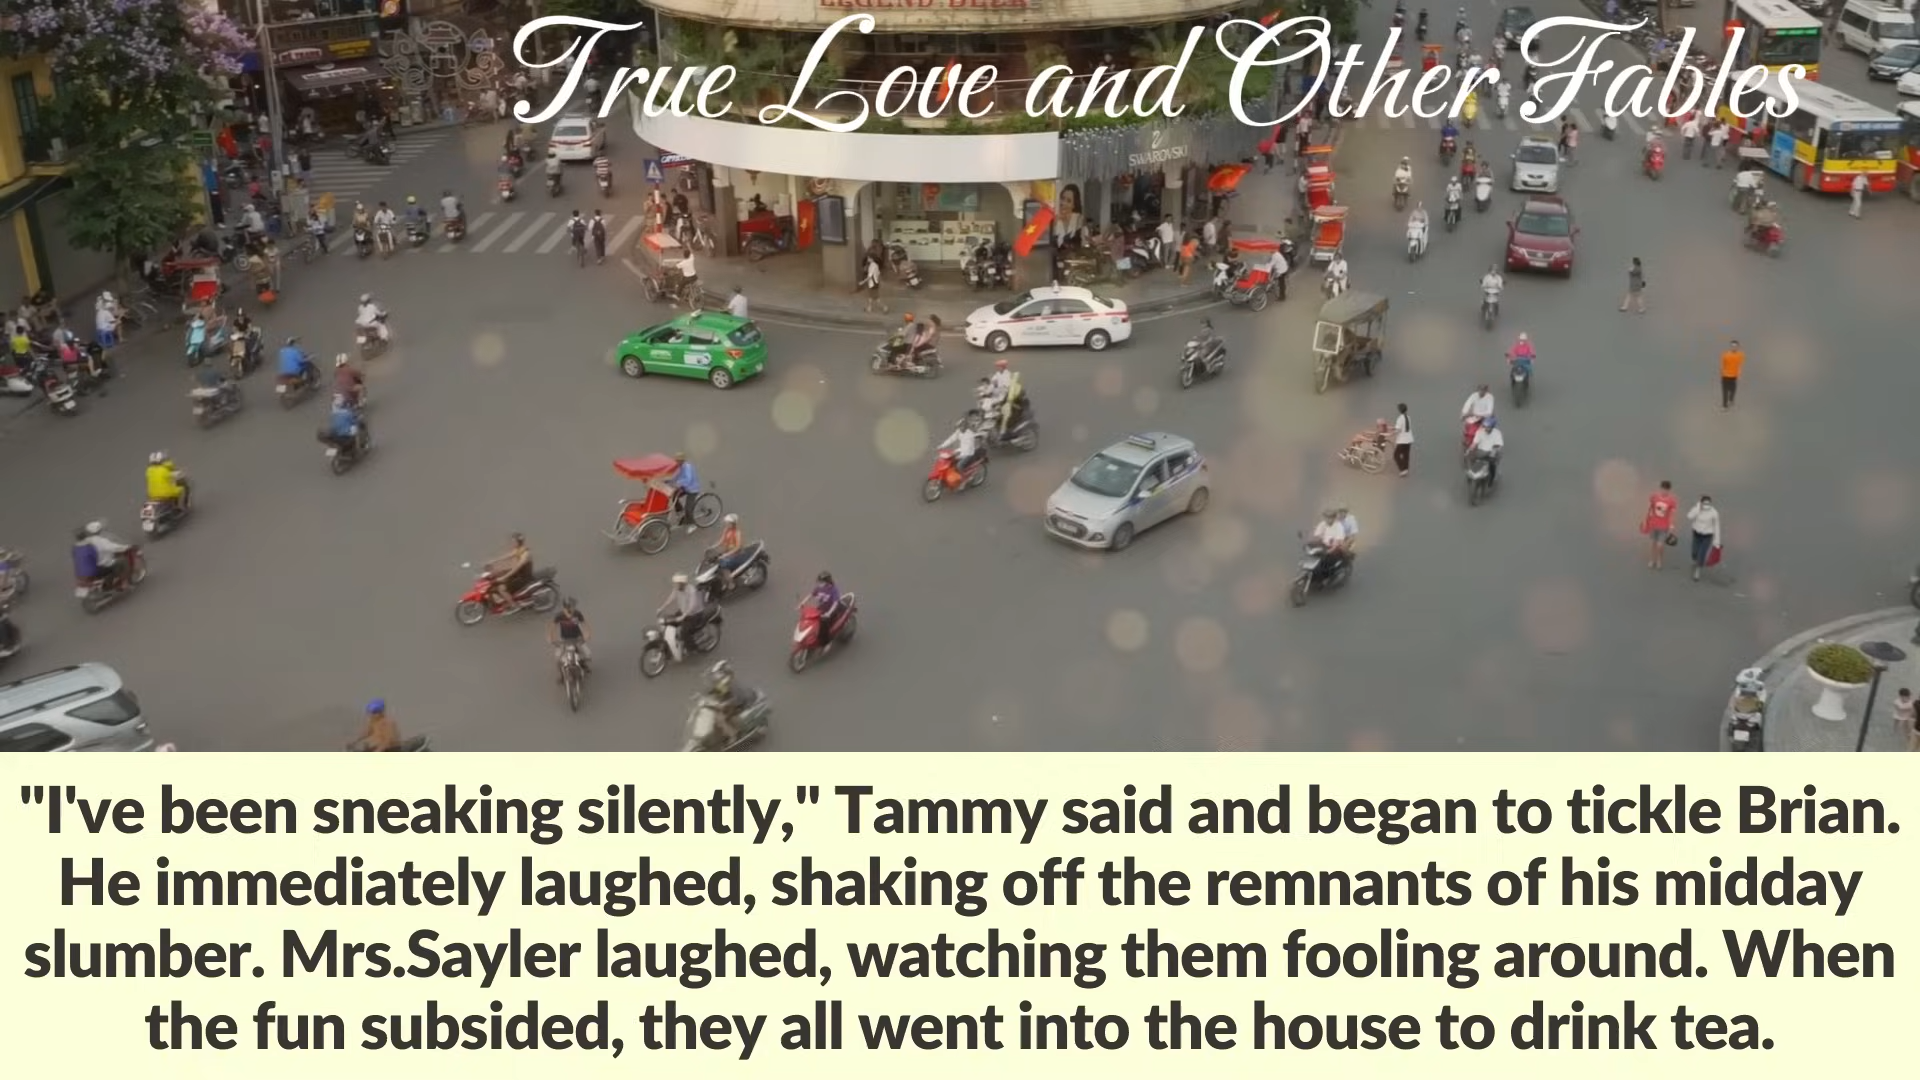 LEGEND BEER
True Love and Other Fables
SWAROVSKI
"I've been sneaking silently," Tammy said and began to tickle Brian.
He immediately laughed, shaking off the remnants of his midday
slumber. Mrs.Sayler laughed, watching them fooling around. When
the fun subsided, they all went into the house to drink tea.